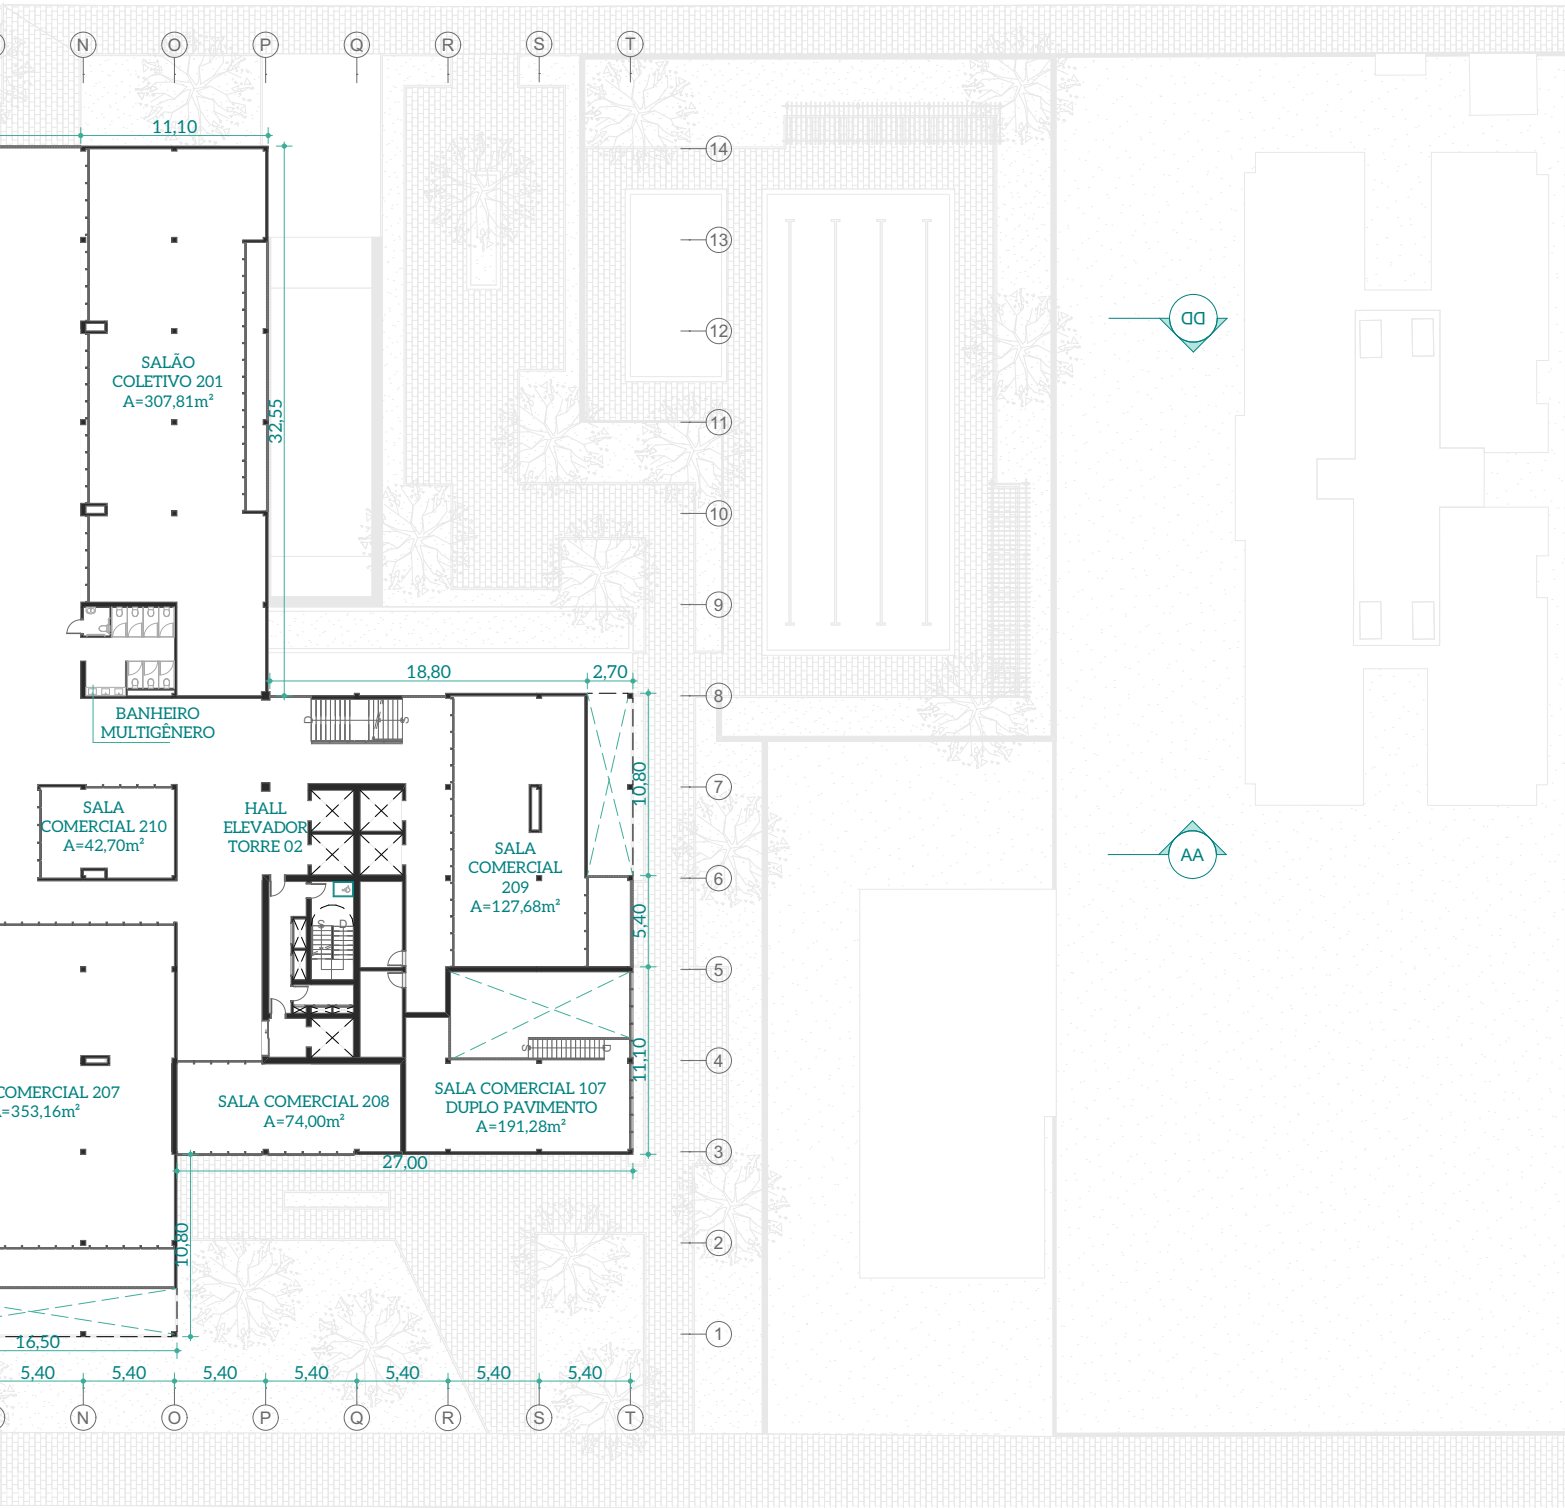 N O P Q R S T
11,10
14
13
12
11
10
9
8
7
6
5
4
3
2
1
SALÃO
COLETIVO 201
A=307,81m²
32,55
DD
18,80
2,70
BANHEIRO
MULTIGÊNERO
D
S
10,80
SALA
COMERCIAL 210
A=42,70m²
HALL
ELEVADOR
TORRE 02
SALA
COMERCIAL
209
A=127,68m²
AA
5,40
S D
S
D
11,10
COMERCIAL 207
A=353,16m²
SALA COMERCIAL 208
A=74,00m²
SALA COMERCIAL 107
DUPLO PAVIMENTO
A=191,28m²
27,00
10,80
16,50
5,40 5,40 5,40 5,40 5,40 5,40 5,40
N O P Q R S T